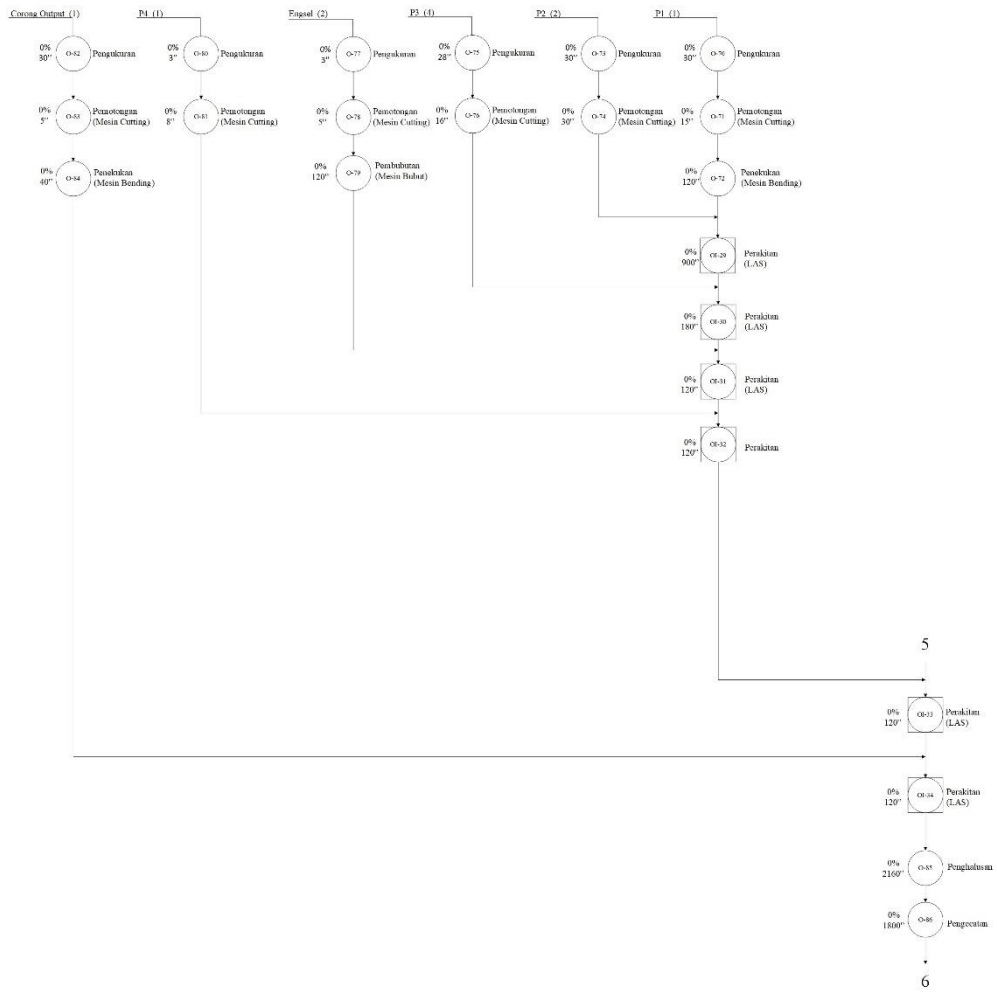 Corong Output (1)
P4 (1)
Engsel (2)
P3 (4)
P2 (2)
P1 (1)
0%
30"
O-82
Pengukuran
0%
3"
O-80
Pengukuran
0%
3"
O-77
Pengukuran
0%
28"
O-75
Pengukuran
0%
30"
O-73
Pengukuran
0%
30"
O-70
Pengukuran
0%
5"
O-83
Pemotongan
(Mesin Cutting)
0%
8"
O-81
Pemotongan
(Mesin Cutting)
0%
5"
O-78
Pemotongan
(Mesin Cutting)
0%
16"
O-76
Pemotongan
(Mesin Cutting)
0%
30"
O-74
Pemotongan
(Mesin Cutting)
0%
15"
O-71
Pemotongan
(Mesin Cutting)
0%
40"
O-84
Penekukan
(Mesin Bending)
0%
120"
O-79
Pembubutan
(Mesin Bubut)
0%
120"
O-72
Penekukan
(Mesin Bending)
0%
900"
OI-29
Perakitan
(LAS)
0%
180"
OI-30
Perakitan
(LAS)
0%
120"
OI-31
Perakitan
(LAS)
0%
120"
OI-32
Perakitan
5
0%
120"
OI-33
Perakitan
(LAS)
0%
120"
OI-34
Perakitan
(LAS)
0%
2160"
O-85
Penghalusan
0%
1800"
O-86
Pengecatan
6